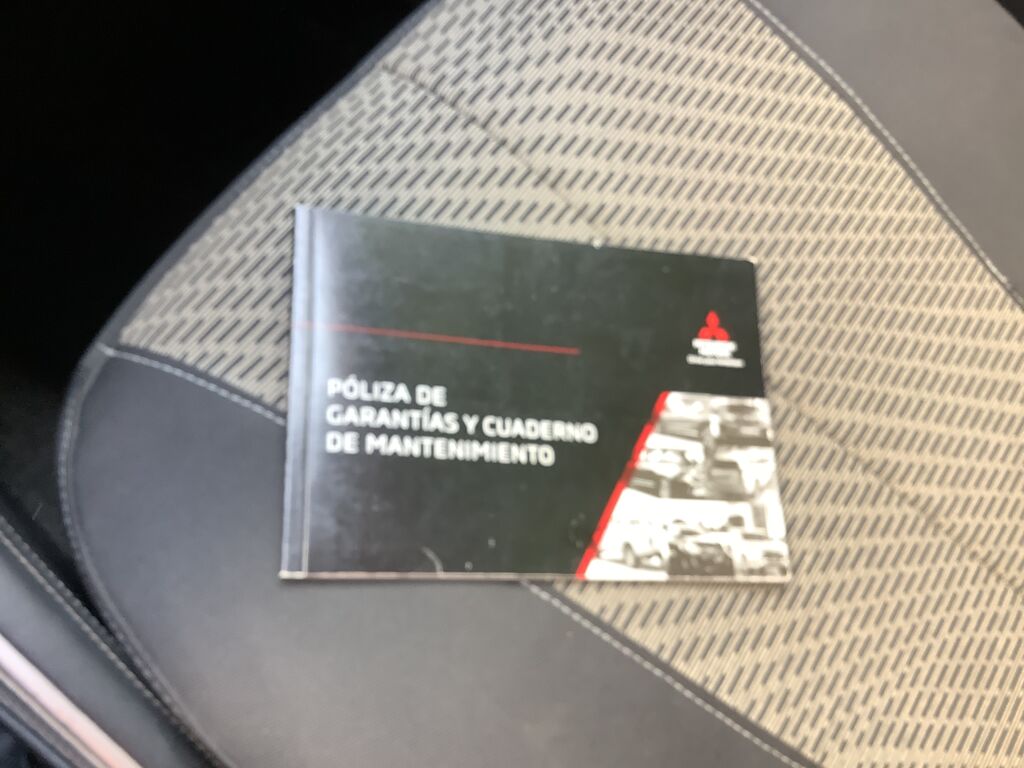 PÓLIZA DE
GARANTÍAS Y CUADERNO
DE MANTENIMIENTO